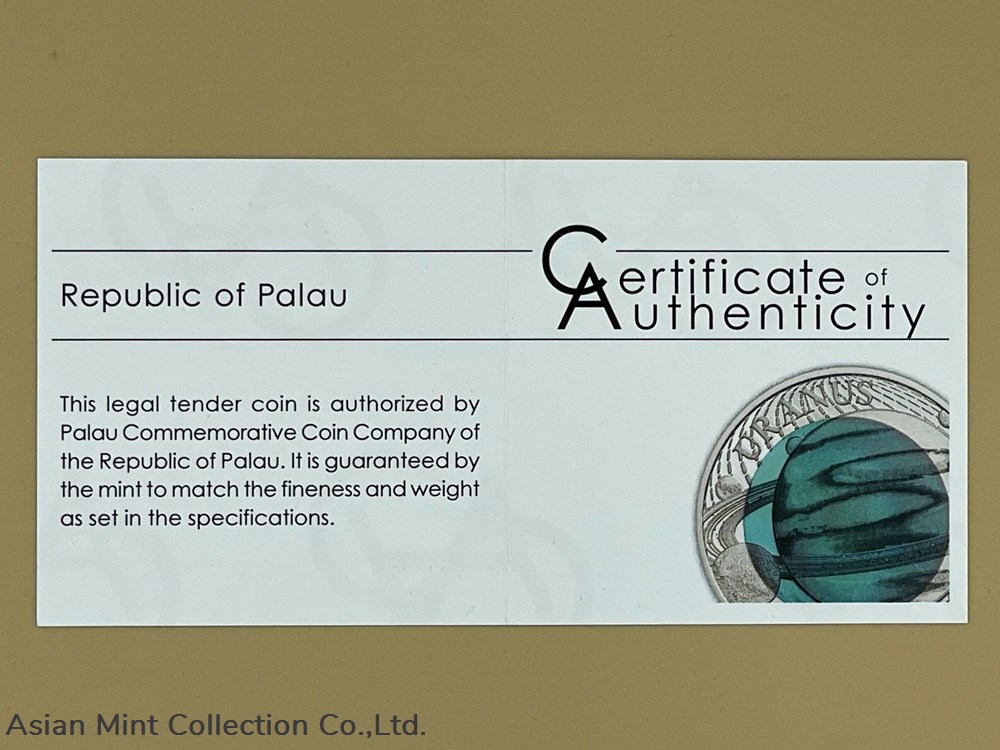 Republic of Palau
Certificate of
Authenticity
This legal tender coin is authorized by
Palau Commemorative Coin Company of
the Republic of Palau. It is guaranteed by
the mint to match the fineness and weight
as set in the specifications.
URANUS
Asian Mint Collection Co.,Ltd.